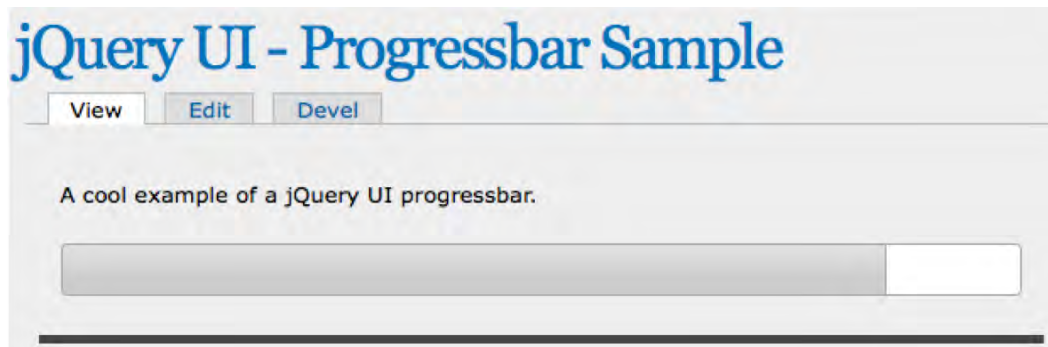 jQuery UI - Progressbar Sample
View Edit Devel
A cool example of a jQuery UI progressbar.